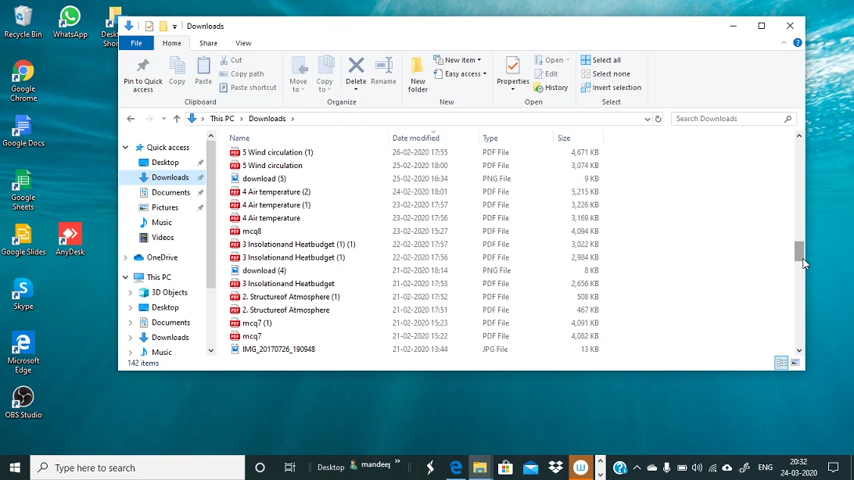 Recycle Bin
WhatsApp
Google Chrome
Google Docs
Google Sheets
Google Slides
AnyDesk
Skype
Microsoft Edge
OBS Studio
Downloads
File Home Share View
Pin to Quick access
Copy
Paste
Cut
Copy path
Paste shortcut
Clipboard
Move to
Copy to
Delete
Rename
Organize
New folder
New item
Easy access
New
Properties
Open
Edit
History
Open
Select all
Select none
Invert selection
Select
This PC Downloads
Search Downloads
Quick access
Desktop
Downloads
Documents
Pictures
Music
Videos
OneDrive
This PC
3D Objects
Desktop
Documents
Downloads
Music
Name Date modified Type Size
5 Wind circulation (1) 26-02-2020 17:55 PDF File 4,671 KB
5 Wind circulation 25-02-2020 18:00 PDF File 3,074 KB
download (5) 25-02-2020 16:34 PNG File 9 KB
4 Air temperature (2) 24-02-2020 18:01 PDF File 5,215 KB
4 Air temperature (1) 23-02-2020 17:57 PDF File 3,226 KB
4 Air temperature 23-02-2020 17:56 PDF File 3,169 KB
mcq8 23-02-2020 15:27 PDF File 4,094 KB
3 Insolationand Heatbudget (1) (1) 22-02-2020 17:57 PDF File 3,022 KB
3 Insolationand Heatbudget (1) 22-02-2020 17:56 PDF File 2,984 KB
download (4) 21-02-2020 18:14 PNG File 8 KB
3 Insolationand Heatbudget 21-02-2020 17:53 PDF File 2,656 KB
2. Structureof Atmosphere (1) 21-02-2020 17:52 PDF File 508 KB
2. Structureof Atmosphere 21-02-2020 17:51 PDF File 467 KB
mcq7 (1) 21-02-2020 15:23 PDF File 4,091 KB
mcq7 21-02-2020 15:22 PDF File 4,082 KB
IMG_20170726_190948 21-02-2020 13:44 JPG File 13 KB
142 items
Type here to search
Desktop
mandeep
ENG
20:32
24-03-2020